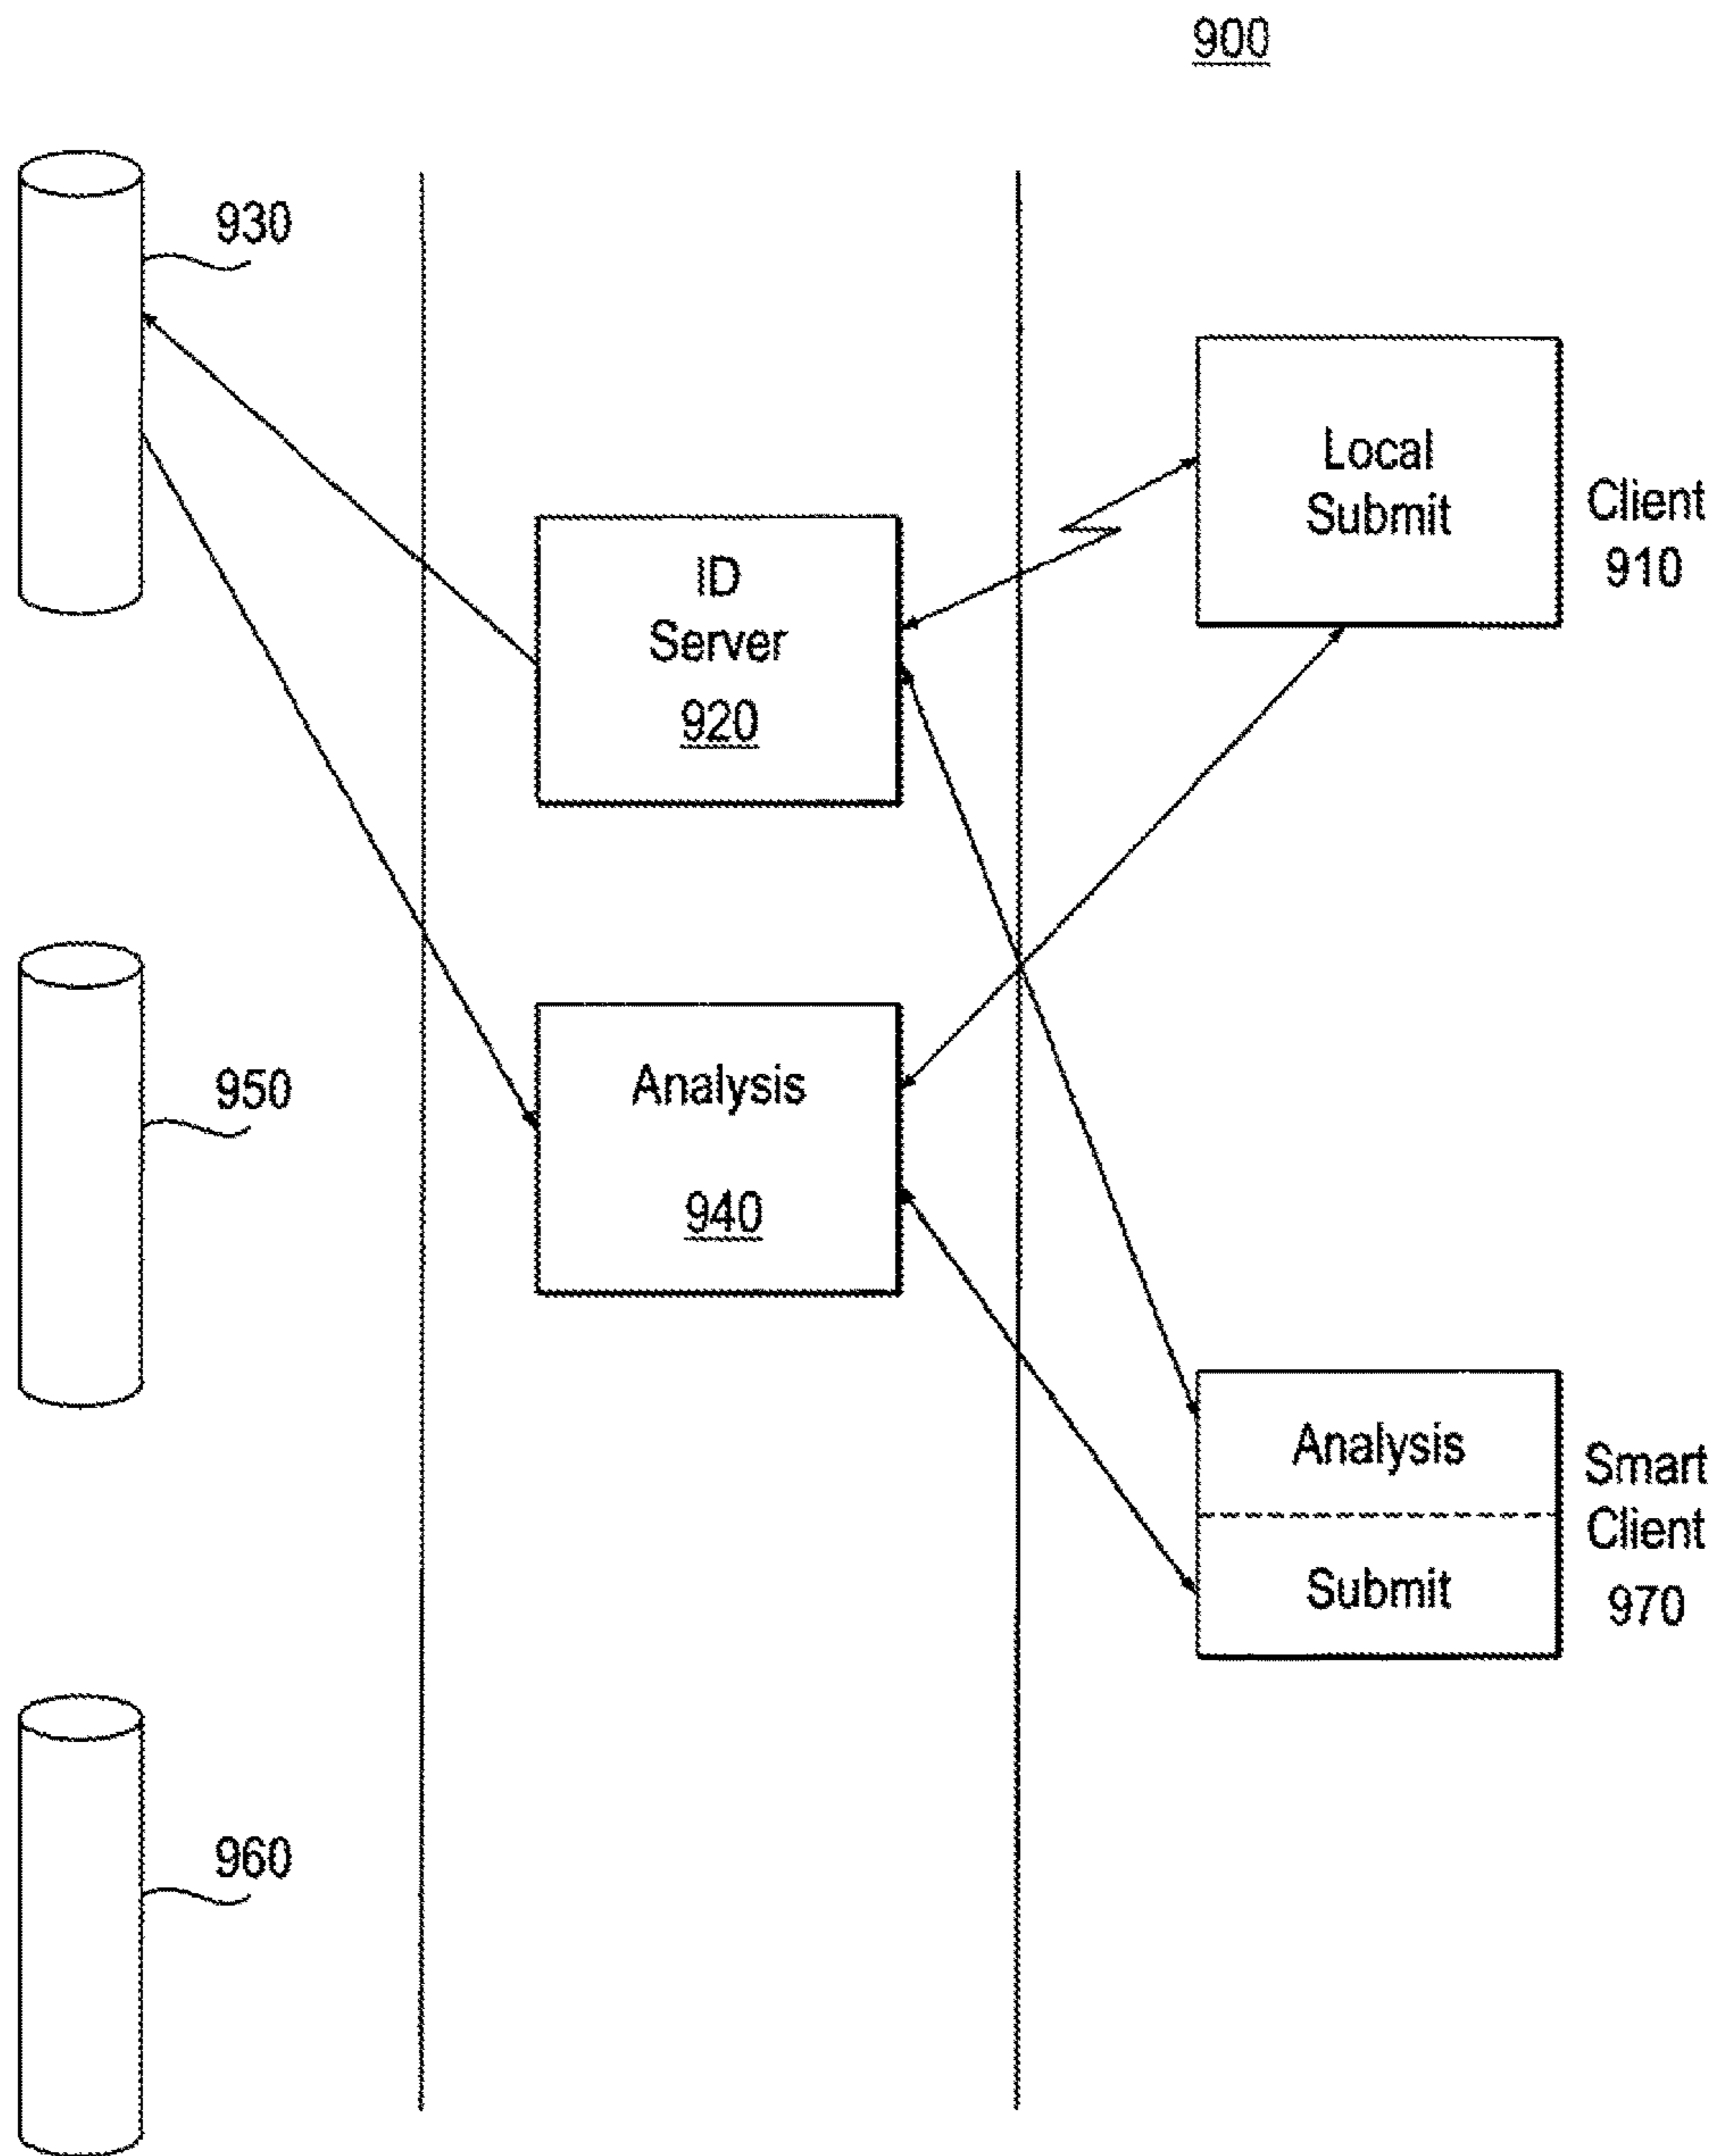 900
930
Local
Submit
Client
910
ID
Server
920
950
Analysis
940
Analysis
Submit
Smart
Client
970
960